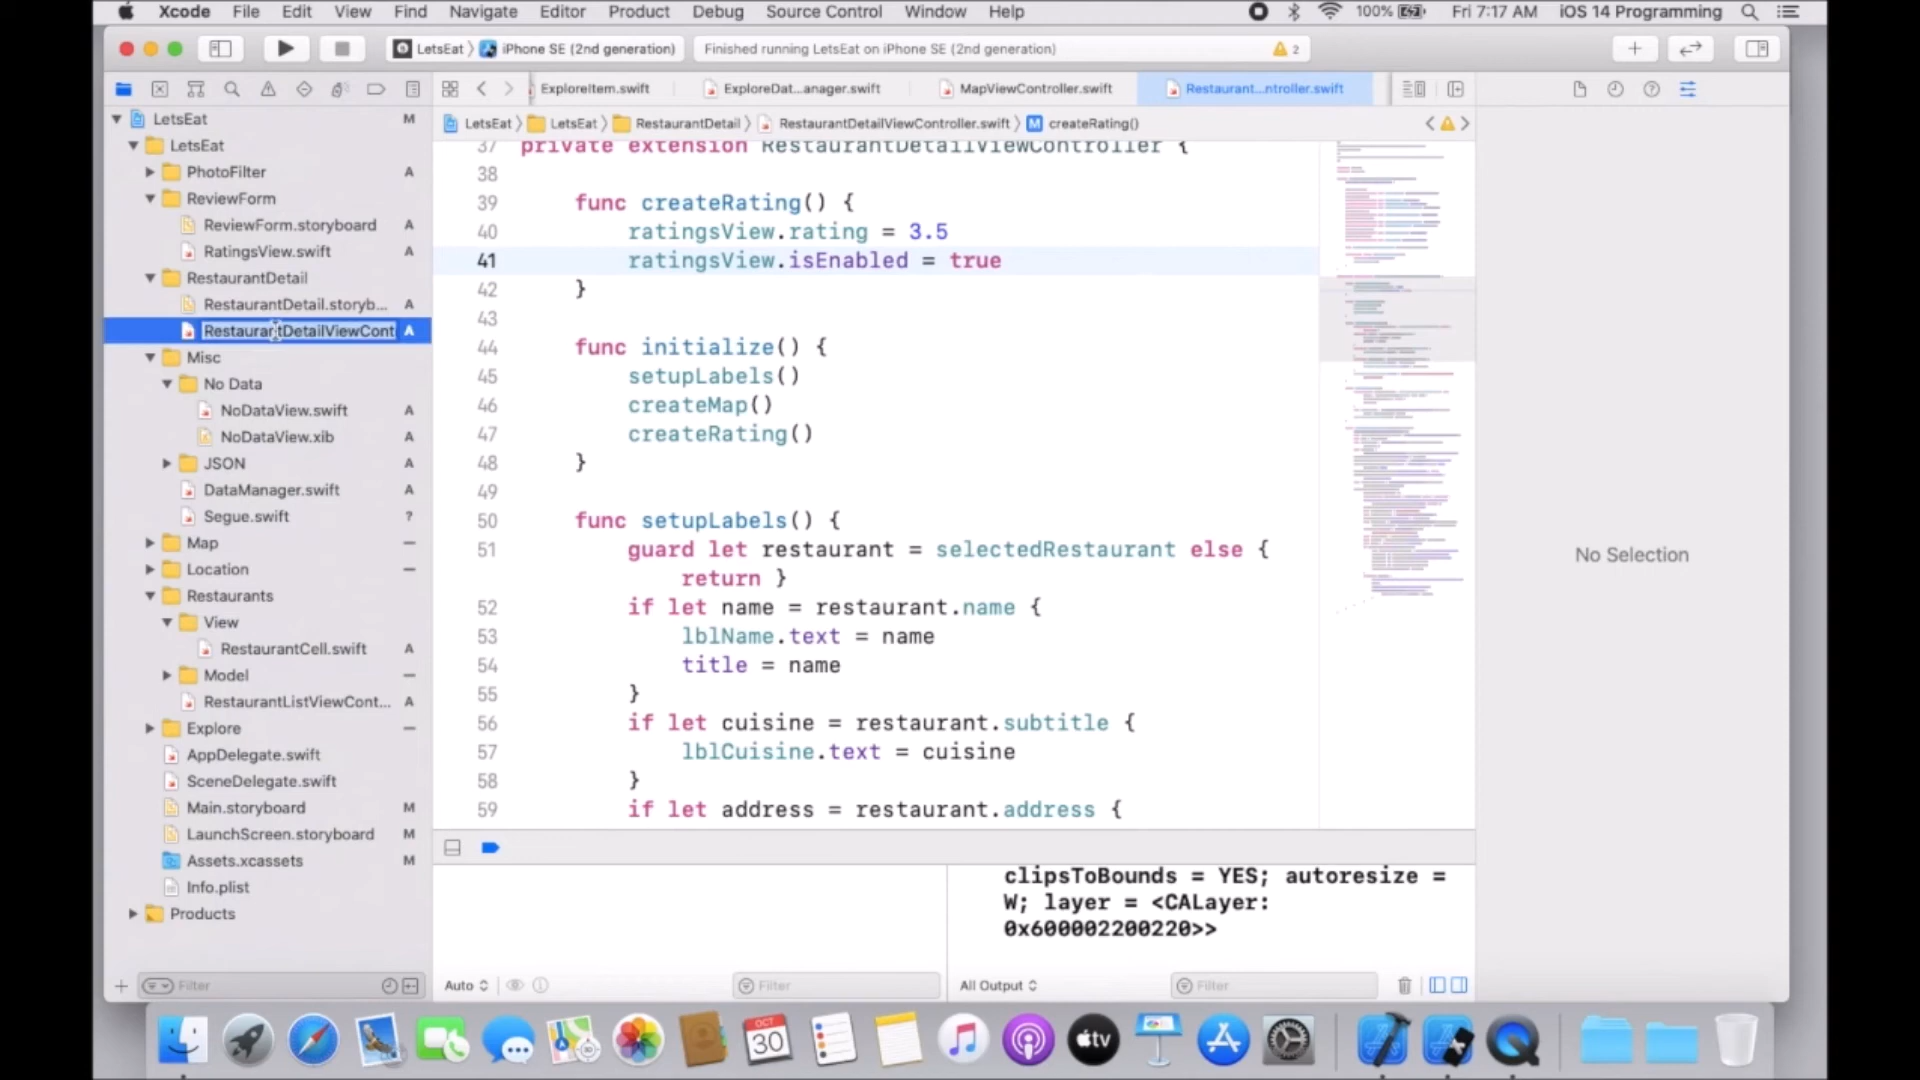 Xcode File Edit View Find Navigate Editor Product Debug Source Control Window Help 100% Fri 7:17 AM iOS 14 Programming
LetsEat iPhone SE (2nd generation) Finished running LetsEat on iPhone SE (2nd generation) 2
ExploreItem.swift ExploreDat...anager.swift MapViewController.swift Restaurant...ntroller.swift
LetsEat LetsEat RestaurantDetail RestaurantDetailViewController.swift M createRating()
LetsEat M
LetsEat
PhotoFilter A
ReviewForm
ReviewForm.storyboard A
RatingsView.swift A
RestaurantDetail
RestaurantDetail.storyb... A
RestaurantDetailViewCont A
Misc
No Data
NoDataView.swift A
NoDataView.xib A
JSON A
DataManager.swift A
Segue.swift ?
Map
Location
Restaurants
View
RestaurantCell.swift A
Model
RestaurantListViewCont... A
Explore
AppDelegate.swift
SceneDelegate.swift
Main.storyboard M
LaunchScreen.storyboard M
Assets.xcassets M
Info.plist
Products
Filter
37 private extension RestaurantDetailViewController {
38
39 func createRating() {
40 ratingsView.rating = 3.5
41 ratingsView.isEnabled = true
42 }
43
44 func initialize() {
45 setupLabels()
46 createMap()
47 createRating()
48 }
49
50 func setupLabels() {
51 guard let restaurant = selectedRestaurant else {
return }
52 if let name = restaurant.name {
53 lblName.text = name
54 title = name
55 }
56 if let cuisine = restaurant.subtitle {
57 lblCuisine.text = cuisine
58 }
59 if let address = restaurant.address {
No Selection
clipsToBounds = YES; autoresize =
W; layer = <CALayer:
0x600002200220>>
Auto Filter All Output Filter
OCT
30
tv